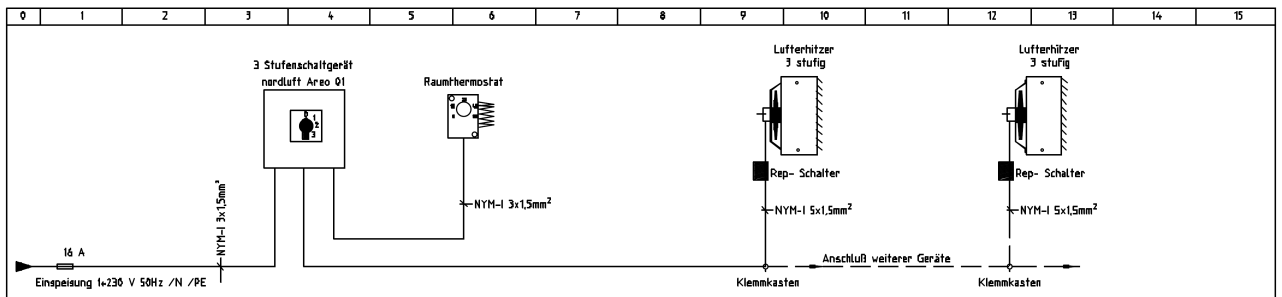 0 1 2 3 4 5 6 7 8 9 10 11 12 13 14 15
3 Stufenschaltgerät
nordluft Areo Q1
0
1
2
3
Raumthermostat
Lufterhitzer
3 stufig
Lufterhitzer
3 stufig
Rep- Schalter
Rep- Schalter
NYM-I 3x1,5mm²
NYM-I 3x1,5mm²
NYM-I 5x1,5mm²
NYM-I 5x1,5mm²
16 A
Einspeisung 1~230 V 50Hz /N /PE
Anschluß weiterer Geräte
Klemmkasten
Klemmkasten